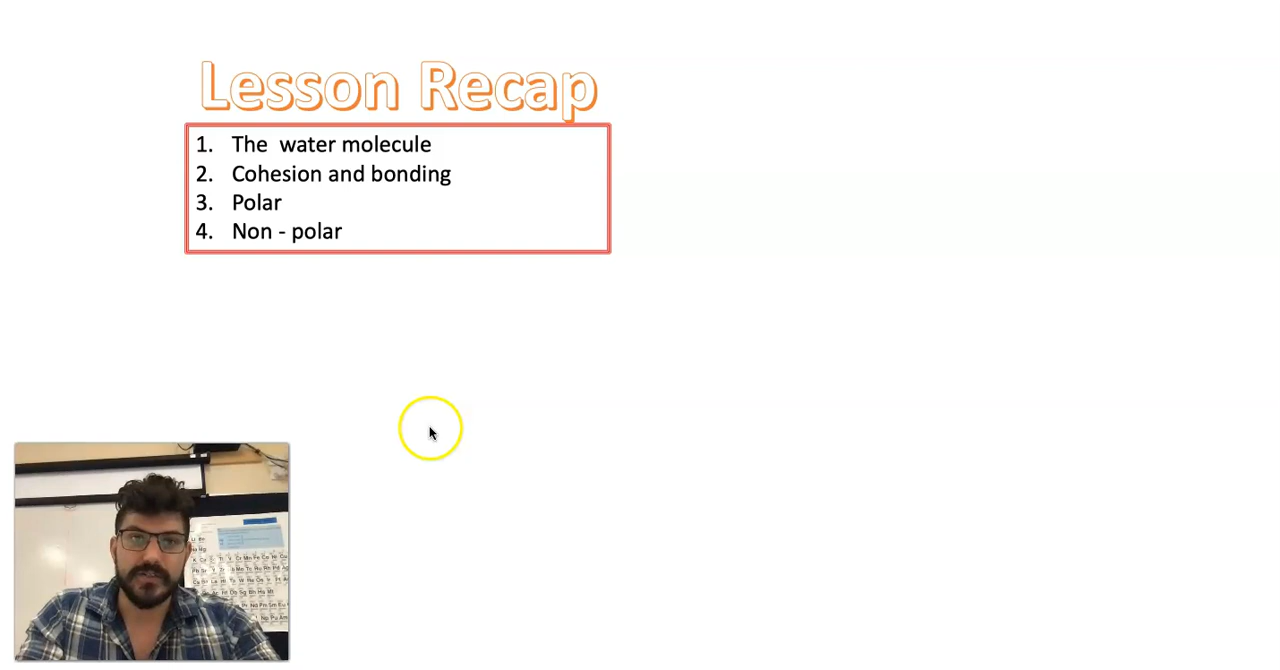 Lesson Recap
1. The  water molecule
2. Cohesion and bonding
3. Polar
4. Non - polar